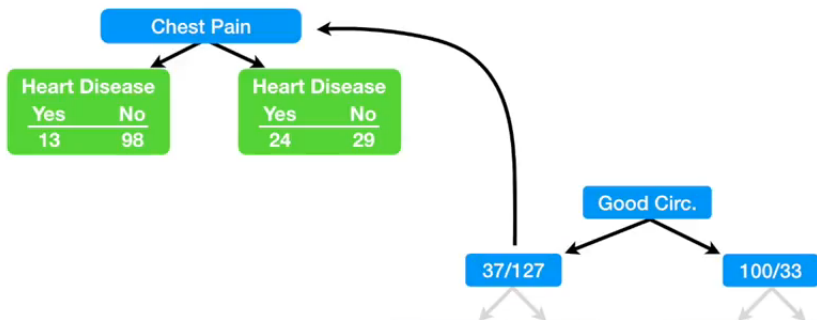 Chest Pain
Heart Disease
Yes No
13 98
Heart Disease
Yes No
24 29
Good Circ.
37/127
100/33